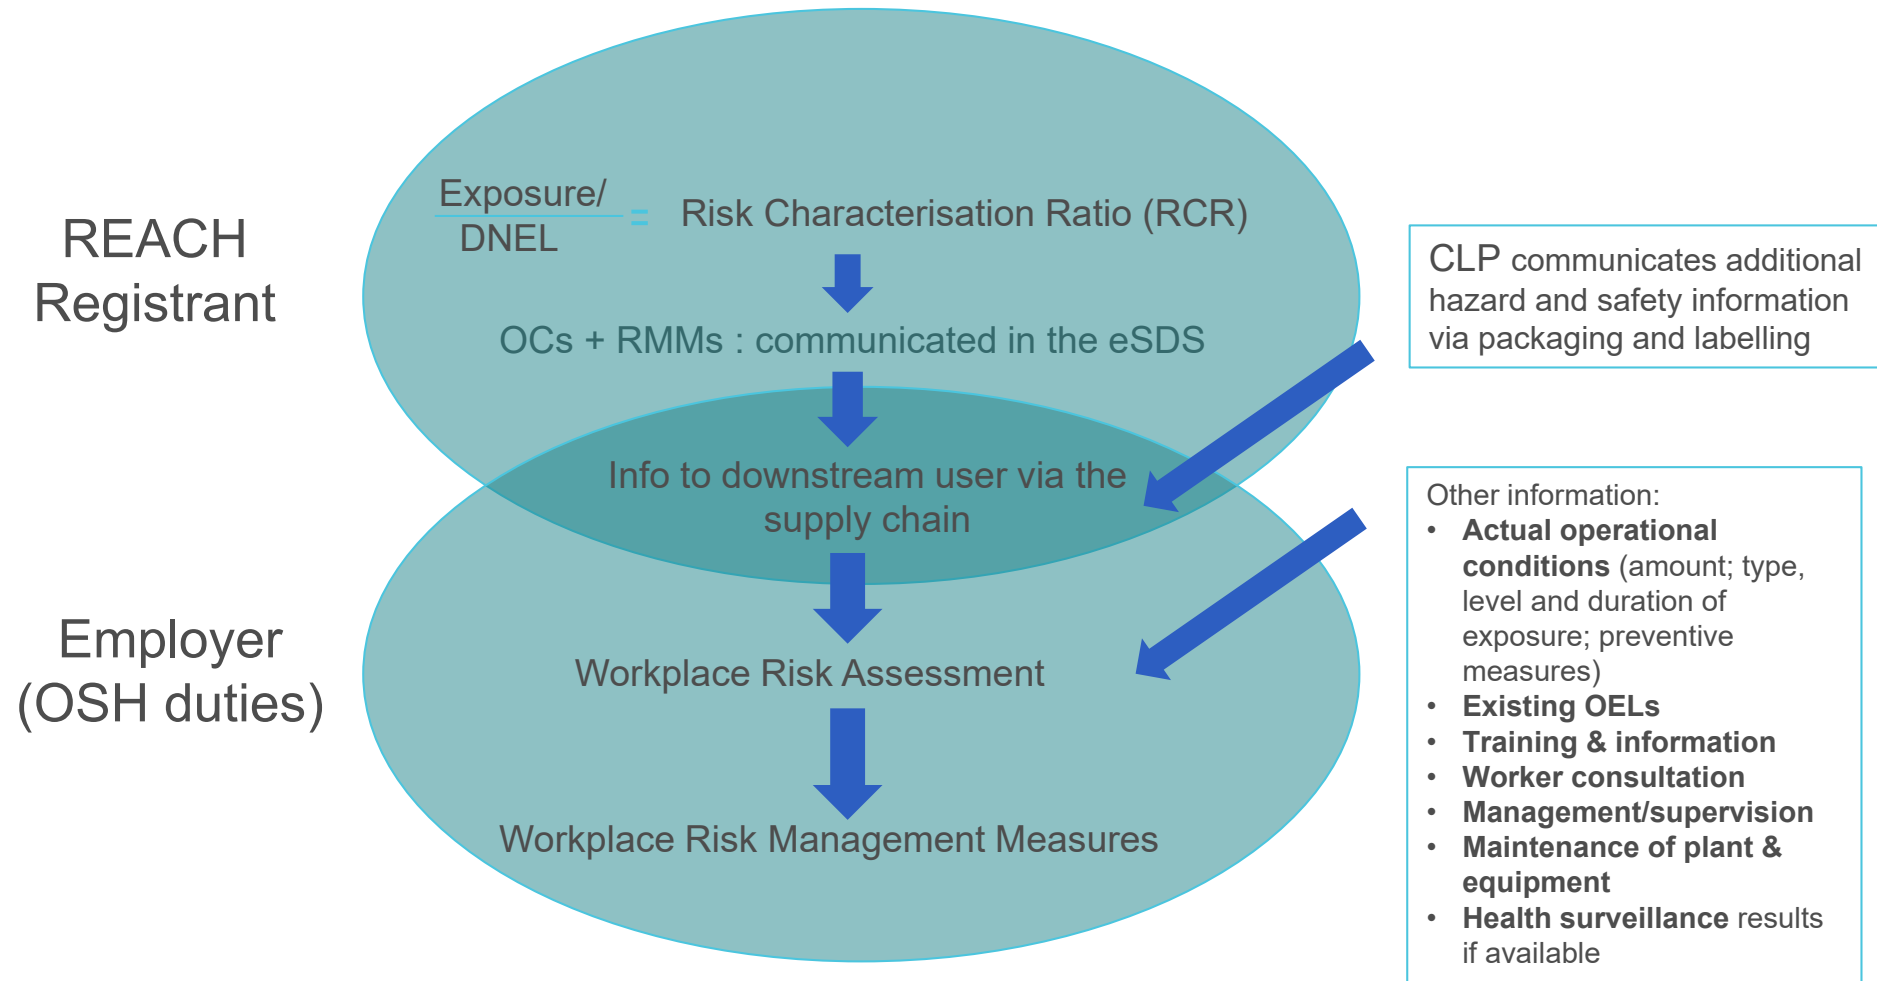 REACH
Registrant
Exposure/
DNEL
= Risk Characterisation Ratio (RCR)
OCs + RMMs : communicated in the eSDS
Info to downstream user via the
supply chain
Employer
(OSH duties)
Workplace Risk Assessment
Workplace Risk Management Measures
CLP communicates additional
hazard and safety information
via packaging and labelling
Other information:
• Actual operational
conditions (amount; type,
level and duration of
exposure; preventive
measures)
• Existing OELs
• Training & information
• Worker consultation
• Management/supervision
• Maintenance of plant &
equipment
• Health surveillance results
if available